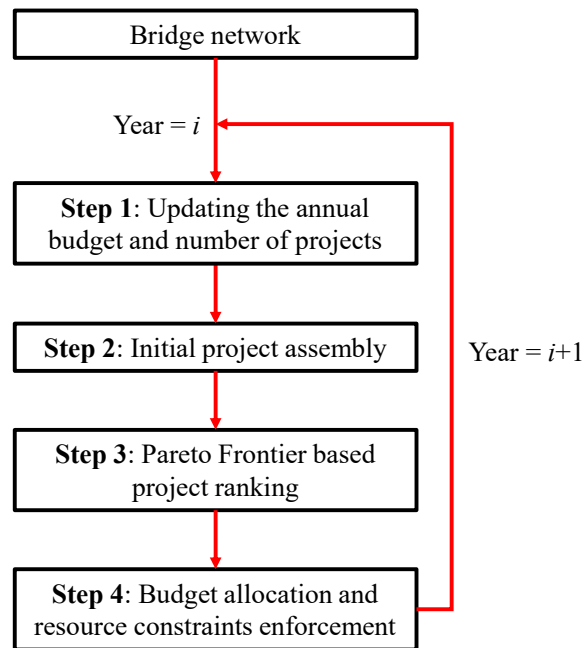 Bridge network
Year = i
Step 1: Updating the annual
budget and number of projects
Step 2: Initial project assembly
Year = i+1
Step 3: Pareto Frontier based
project ranking
Step 4: Budget allocation and
resource constraints enforcement